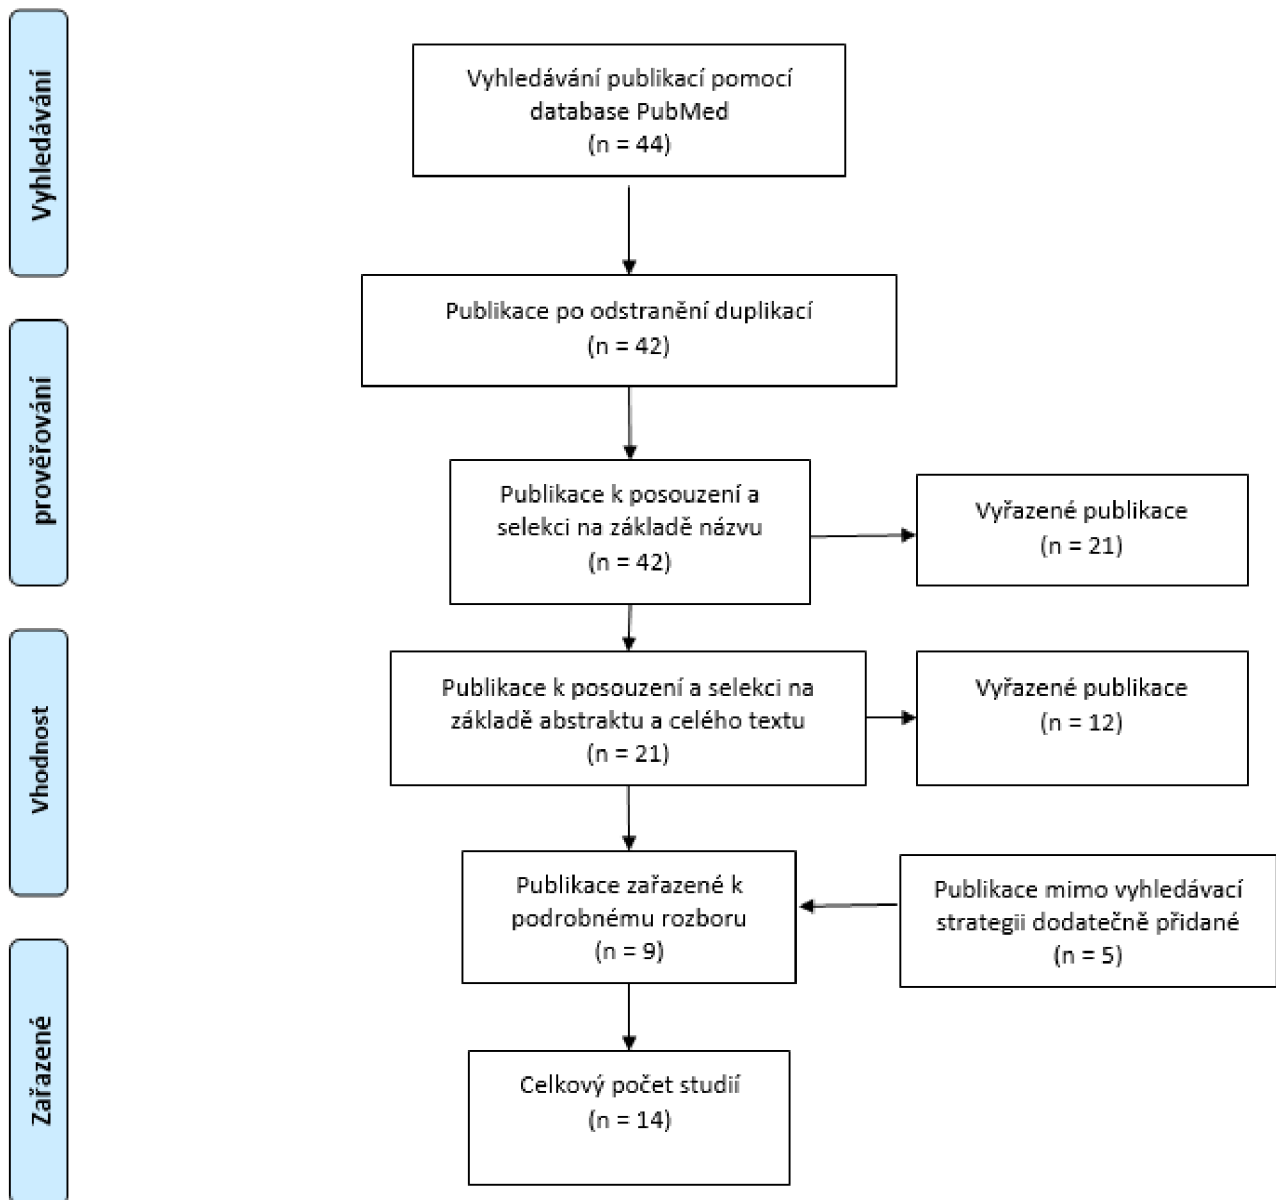 Vyhledávání
Vyhledávání publikací pomocí
database PubMed
(n = 44)
prověřování
Publikace po odstranění duplikací
(n = 42)
Publikace k posouzení a
selekci na základě názvu
(n = 42)
Vyřazené publikace
(n = 21)
Vhodnost
Publikace k posouzení a selekci na
základě abstraktu a celého textu
(n = 21)
Vyřazené publikace
(n = 12)
Publikace zařazené k
podrobnému rozboru
(n = 9)
Publikace mimo vyhledávací
strategii dodatečně přidané
(n = 5)
Zařazené
Celkový počet studií
(n = 14)